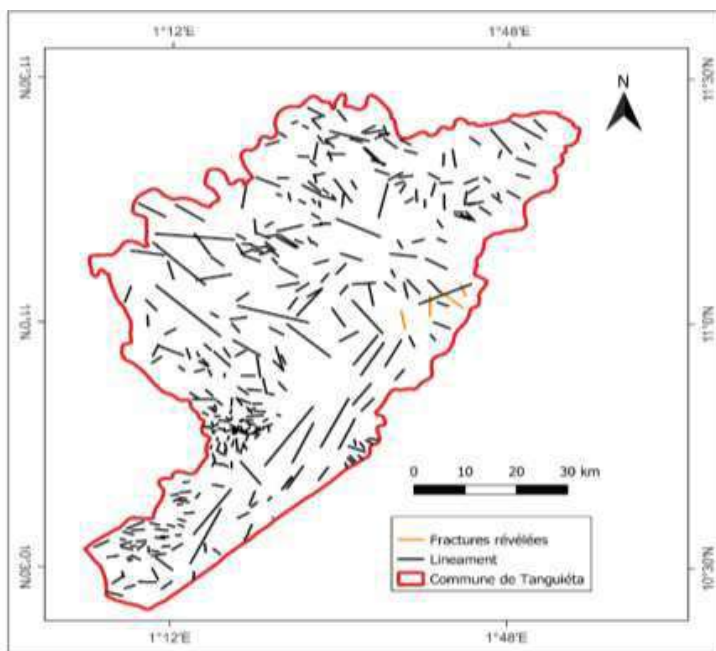 1°12'E 1°48'E
11°30'N 11°30'N
N
11°0'N 11°0'N
0 10 20 30 km
Fractures révélées
Lineament
Commune de Tanguiéta
10°30'N 10°30'N
1°12'E 1°48'E